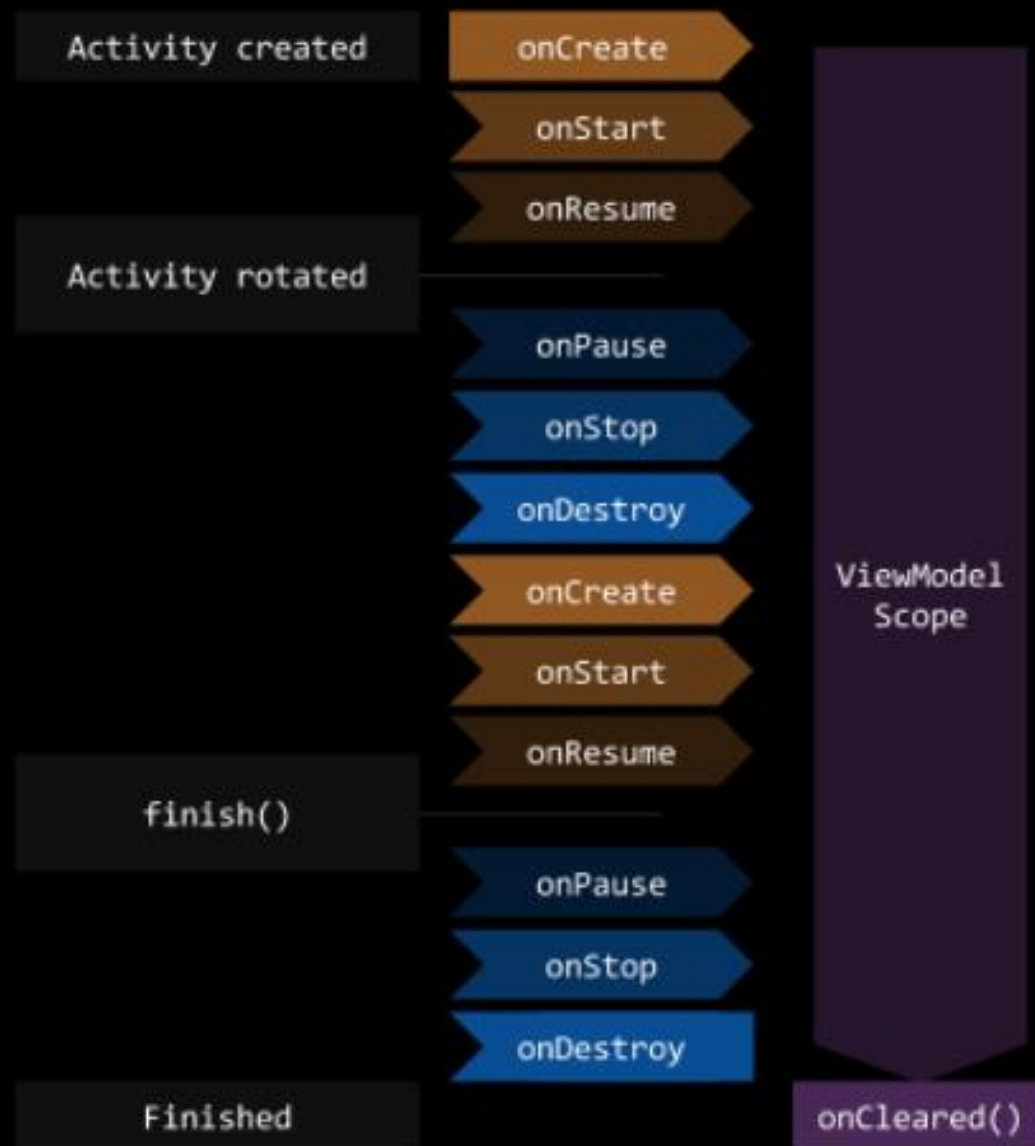 Activity created
onCreate
onStart
onResume
Activity rotated
onPause
onStop
onDestroy
onCreate
ViewModel
Scope
onStart
onResume
finish()
onPause
onStop
onDestroy
Finished
onCleared()